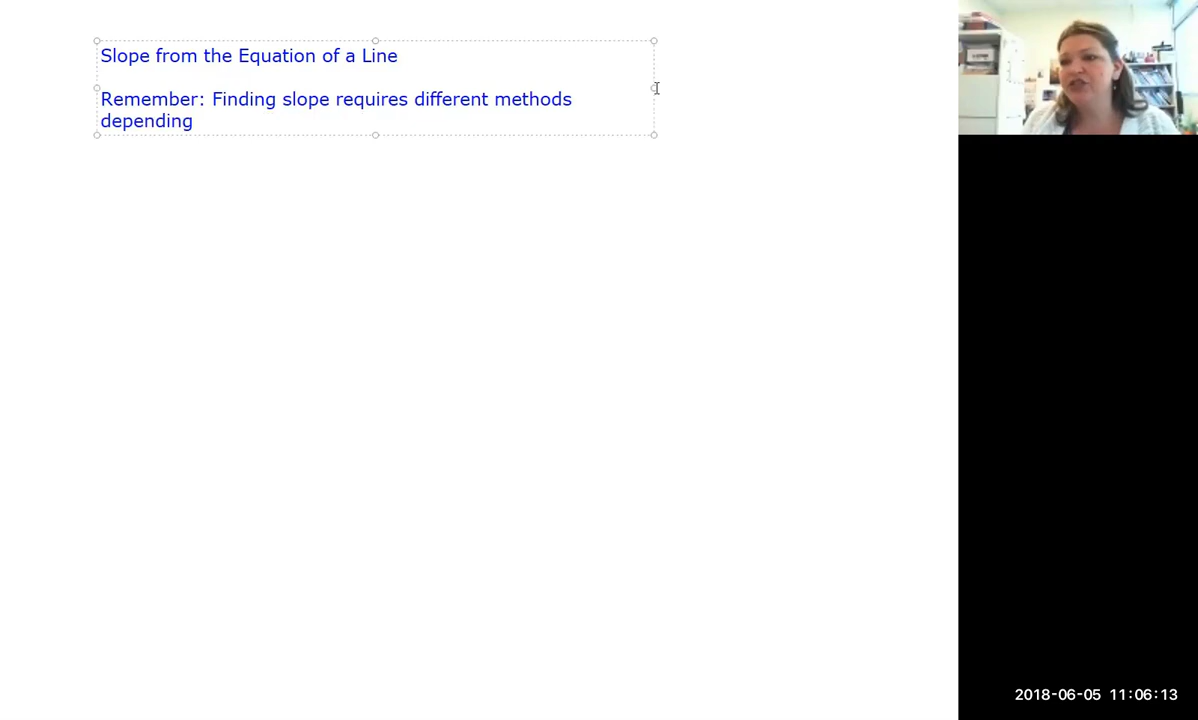 Slope from the Equation of a Line
Remember: Finding slope requires different methods
depending
2018-06-05 11:06:13